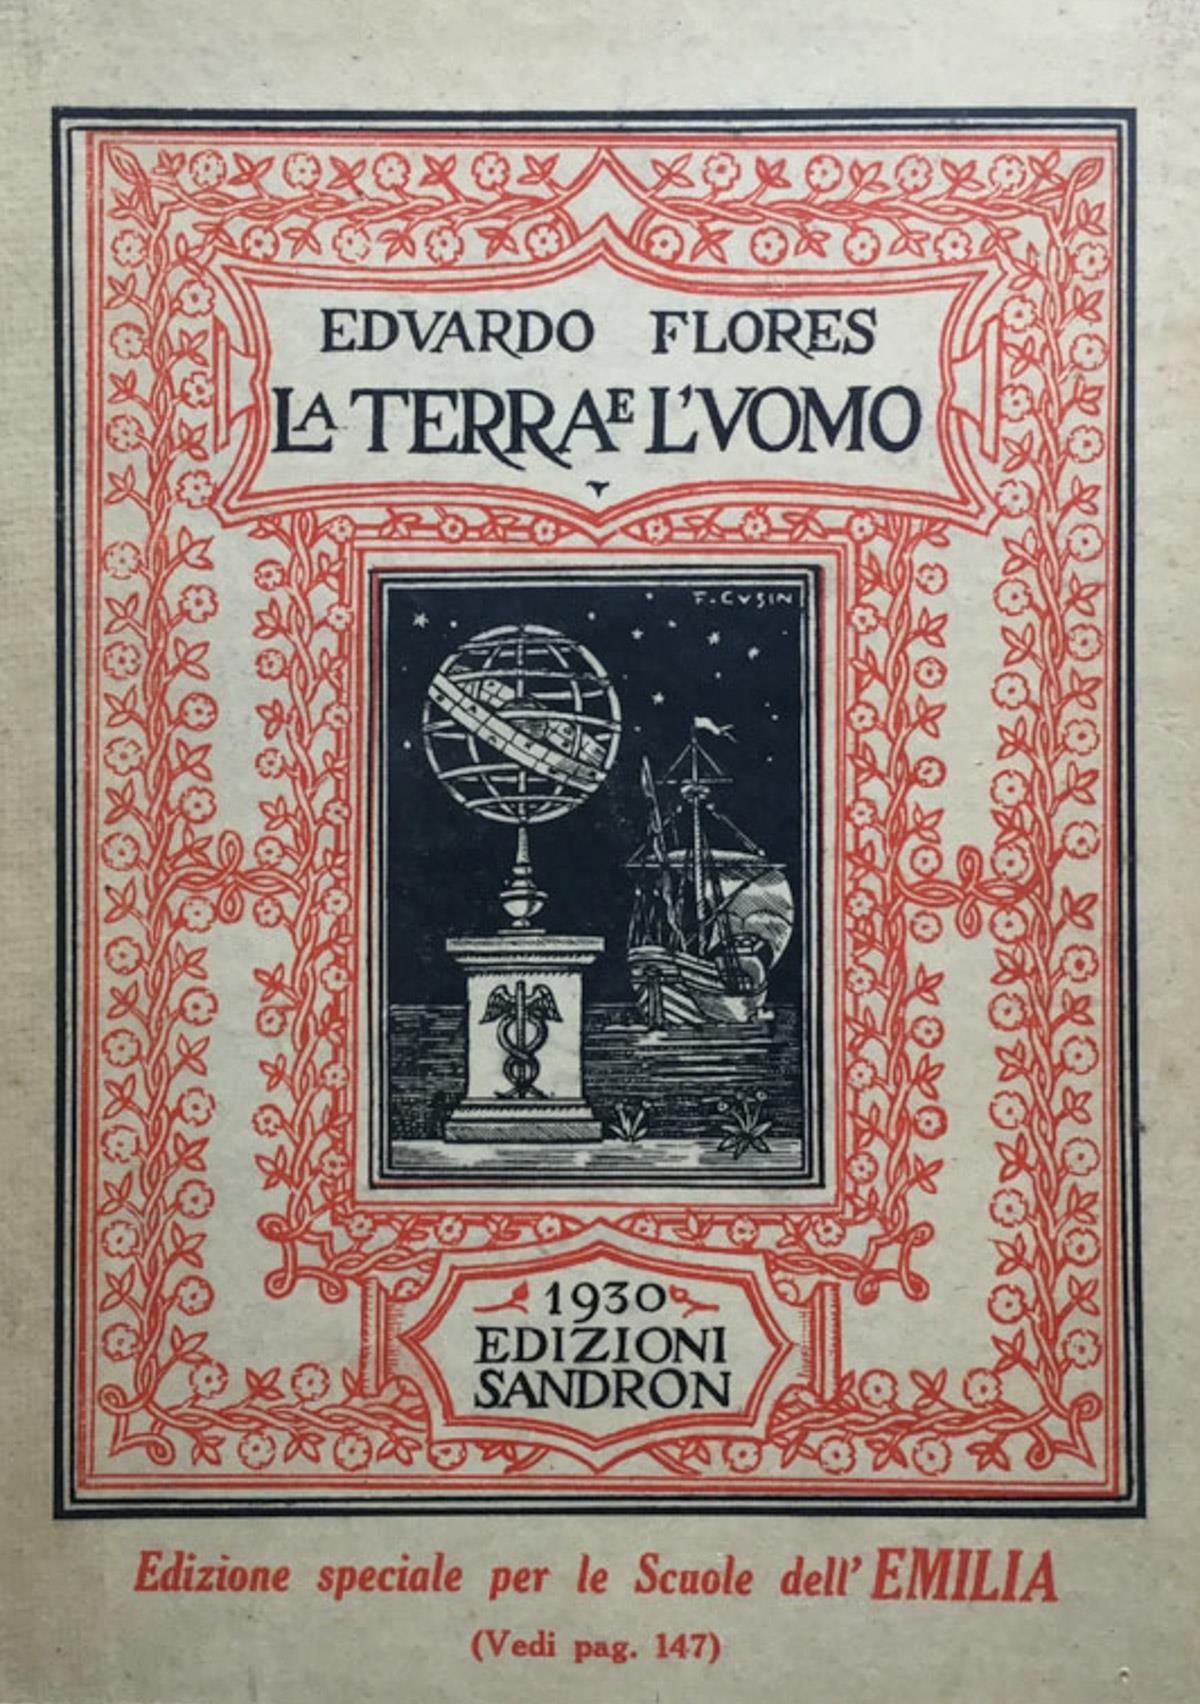 EDVARDO FLORES
LA TERRA E L'VOMO
F. CVSIN
1930
EDIZIONI
SANDRON
Edizione speciale per le Scuole dell' EMILIA
(Vedi pag. 147)